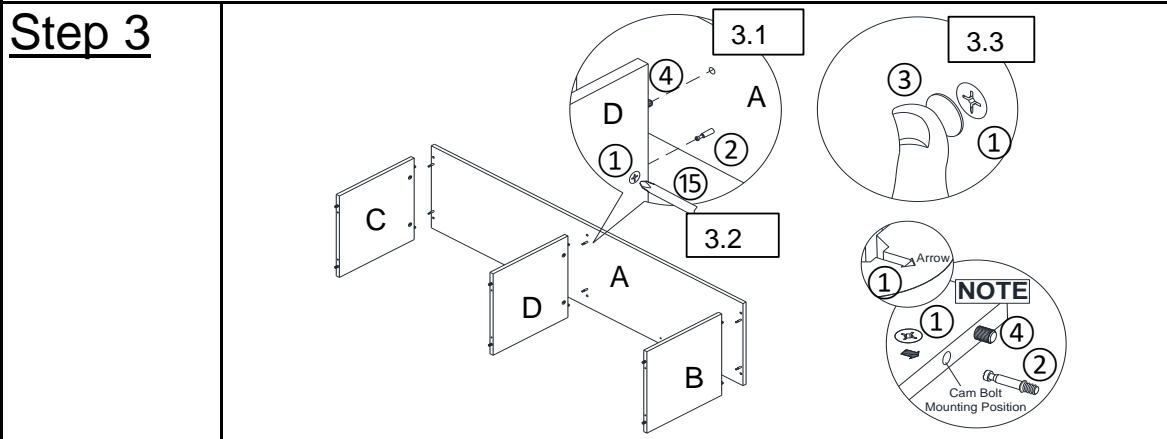 Step 3
3.1
3.3
④
③
D
A
②
①
①
⑮
3.2
C
A
D
B
Arrow
①
NOTE
①
④
②
Cam Bolt
Mounting Position